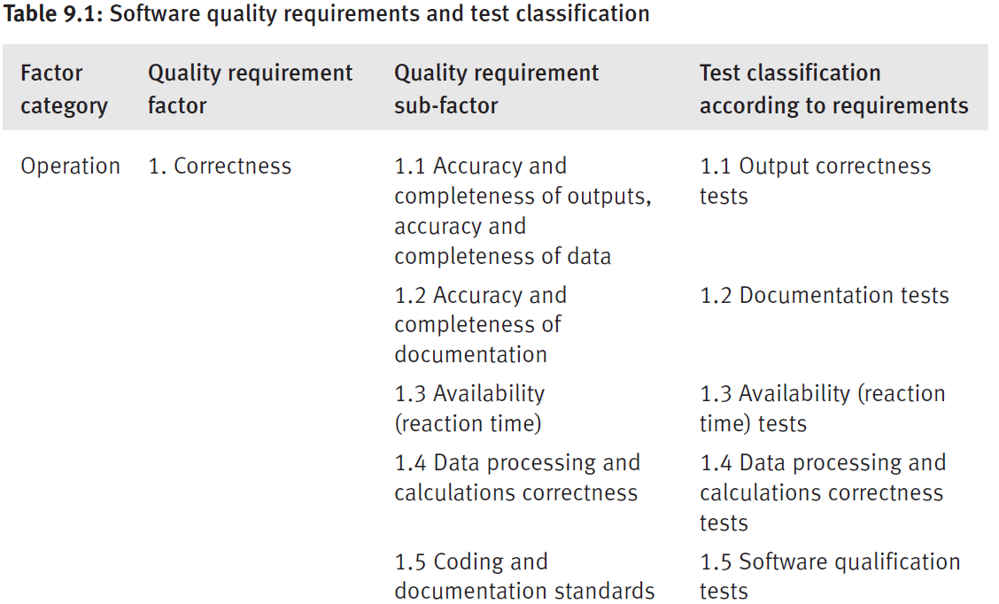 Table 9.1: Software quality requirements and test classification
Factor category
Quality requirement factor
Quality requirement sub-factor
Test classification according to requirements
Operation
1. Correctness
1.1 Accuracy and
completeness of outputs,
accuracy and
completeness of data
1.1 Output correctness
tests
1.2 Accuracy and
completeness of
documentation
1.2 Documentation tests
1.3 Availability
(reaction time)
1.3 Availability (reaction
time) tests
1.4 Data processing and
calculations correctness
1.4 Data processing and
calculations correctness
tests
1.5 Coding and
documentation standards
1.5 Software qualification
tests